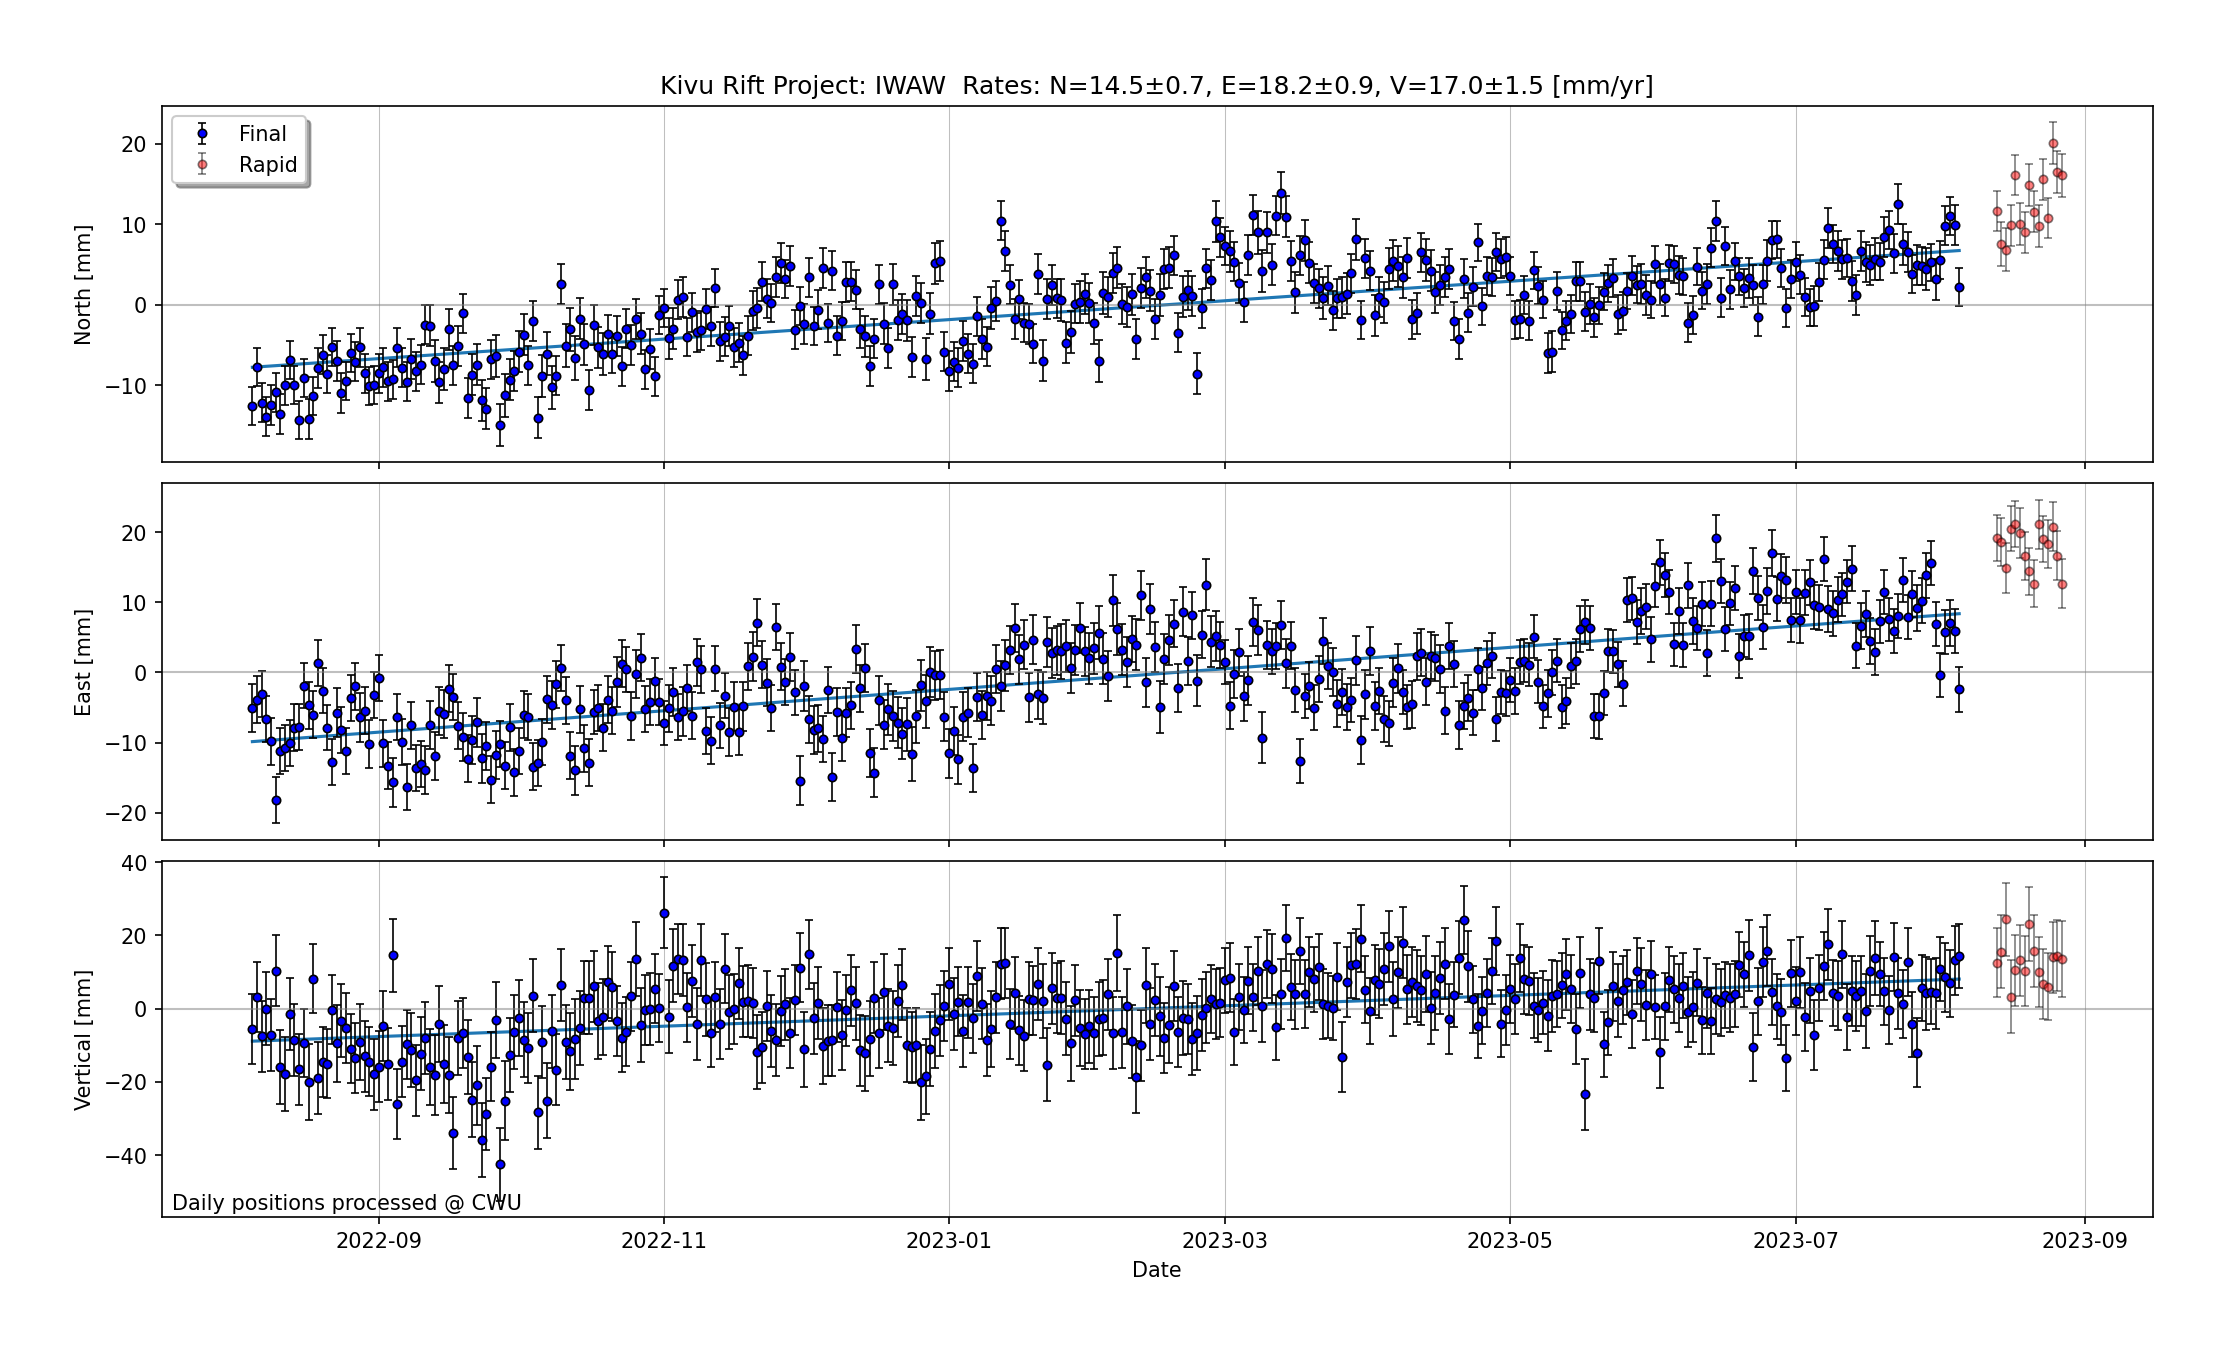 Kivu Rift Project: IWAW  Rates: N=14.5±0.7, E=18.2±0.9, V=17.0±1.5 [mm/yr]
Final
Rapid
North [mm]
20
10
0
−10
East [mm]
20
10
0
−10
−20
Vertical [mm]
40
20
0
−20
−40
Daily positions processed @ CWU
2022-09 2022-11 2023-01 2023-03 2023-05 2023-07 2023-09
Date